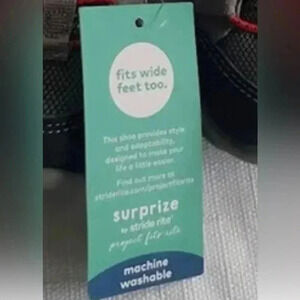 fits wide
feet too.
This shoe provides style
and adaptability,
designed to make your
life a little easier.
Find out more at
striderite.com/projectfitsrite
surprize
by stride rite®
project fits rite
machine
washable